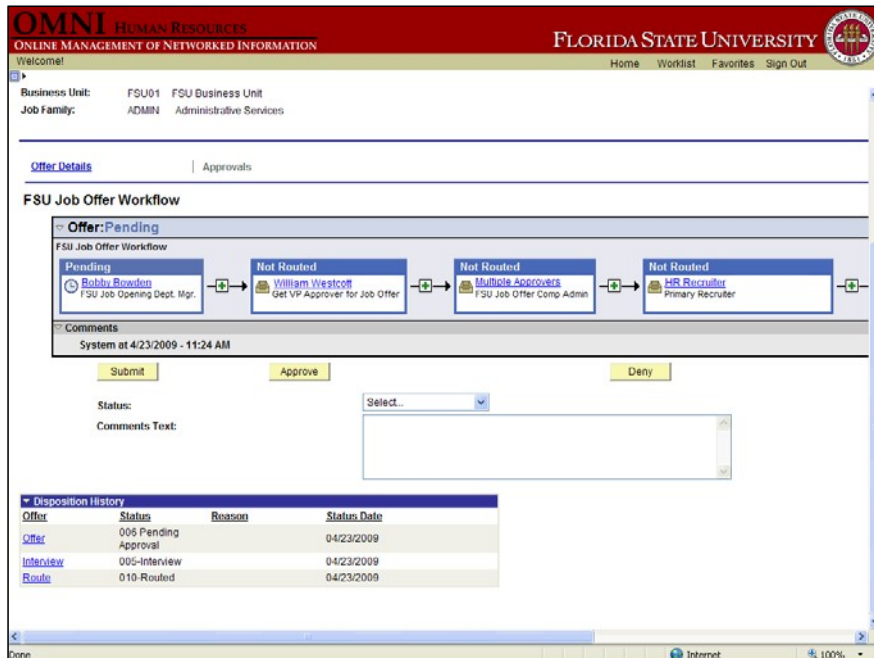 OMNI HUMAN RESOURCES
ONLINE MANAGEMENT OF NETWORKED INFORMATION
FLORIDA STATE UNIVERSITY
Welcome!
Home Worklist Favorites Sign Out
Business Unit: FSU01 FSU Business Unit
Job Family: ADMIN Administrative Services
Offer Details | Approvals
FSU Job Offer Workflow
Offer:Pending
FSU Job Offer Workflow
Pending Not Routed Not Routed Not Routed
Bobby Bowden William Westcott Multiple Approvers HR Recruiter
FSU Job Opening Dept. Mgr. Get VP Approver for Job Offer FSU Job Offer Comp Admin Primary Recruiter
Comments
System at 4/23/2009 - 11:24 AM
Submit Approve Deny
Status: Select...
Comments Text:
Disposition History
Offer Status Reason Status Date
Offer 006 Pending Approval 04/23/2009
Interview 005-Interview 04/23/2009
Route 010-Routed 04/23/2009
Done Internet 100%